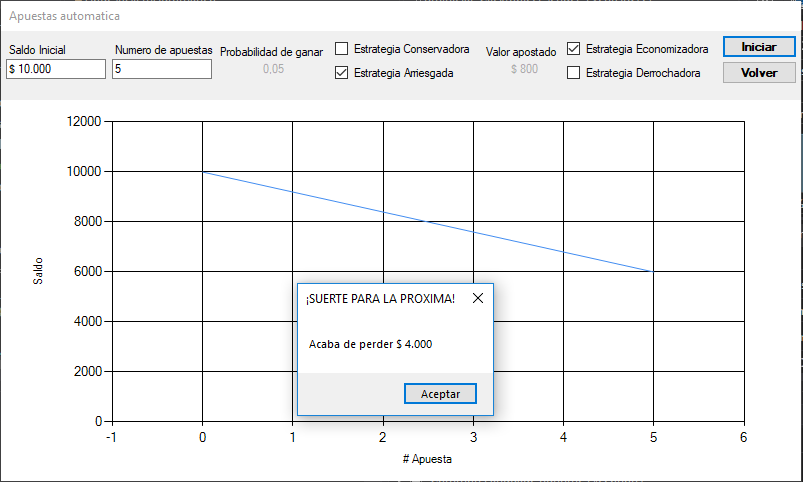 Apuestas automatica
Saldo Inicial
$ 10.000
Numero de apuestas
5
Probabilidad de ganar
0,05
Estrategia Conservadora
Estrategia Arriesgada
Valor apostado
$ 800
Estrategia Economizadora
Estrategia Derrochadora
Iniciar
Volver
12000
10000
8000
6000
4000
2000
0
Saldo
-1
0
1
2
3
4
5
6
# Apuesta
¡SUERTE PARA LA PROXIMA!
Acaba de perder $ 4.000
Aceptar